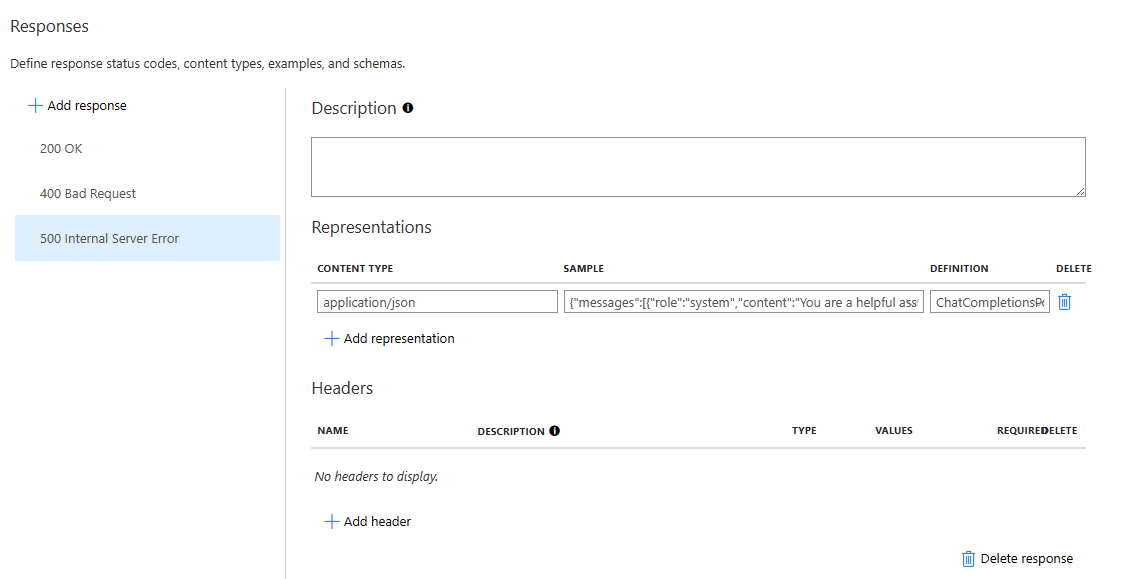 Responses
Define response status codes, content types, examples, and schemas.
Add response
200 OK
400 Bad Request
500 Internal Server Error
Description
Representations
CONTENT TYPE SAMPLE DEFINITION DELETE
application/json {"messages":[{"role":"system","content":"You are a helpful ass ChatCompletionsPo
Add representation
Headers
NAME DESCRIPTION TYPE VALUES REQUIRED DELETE
No headers to display.
Add header
Delete response